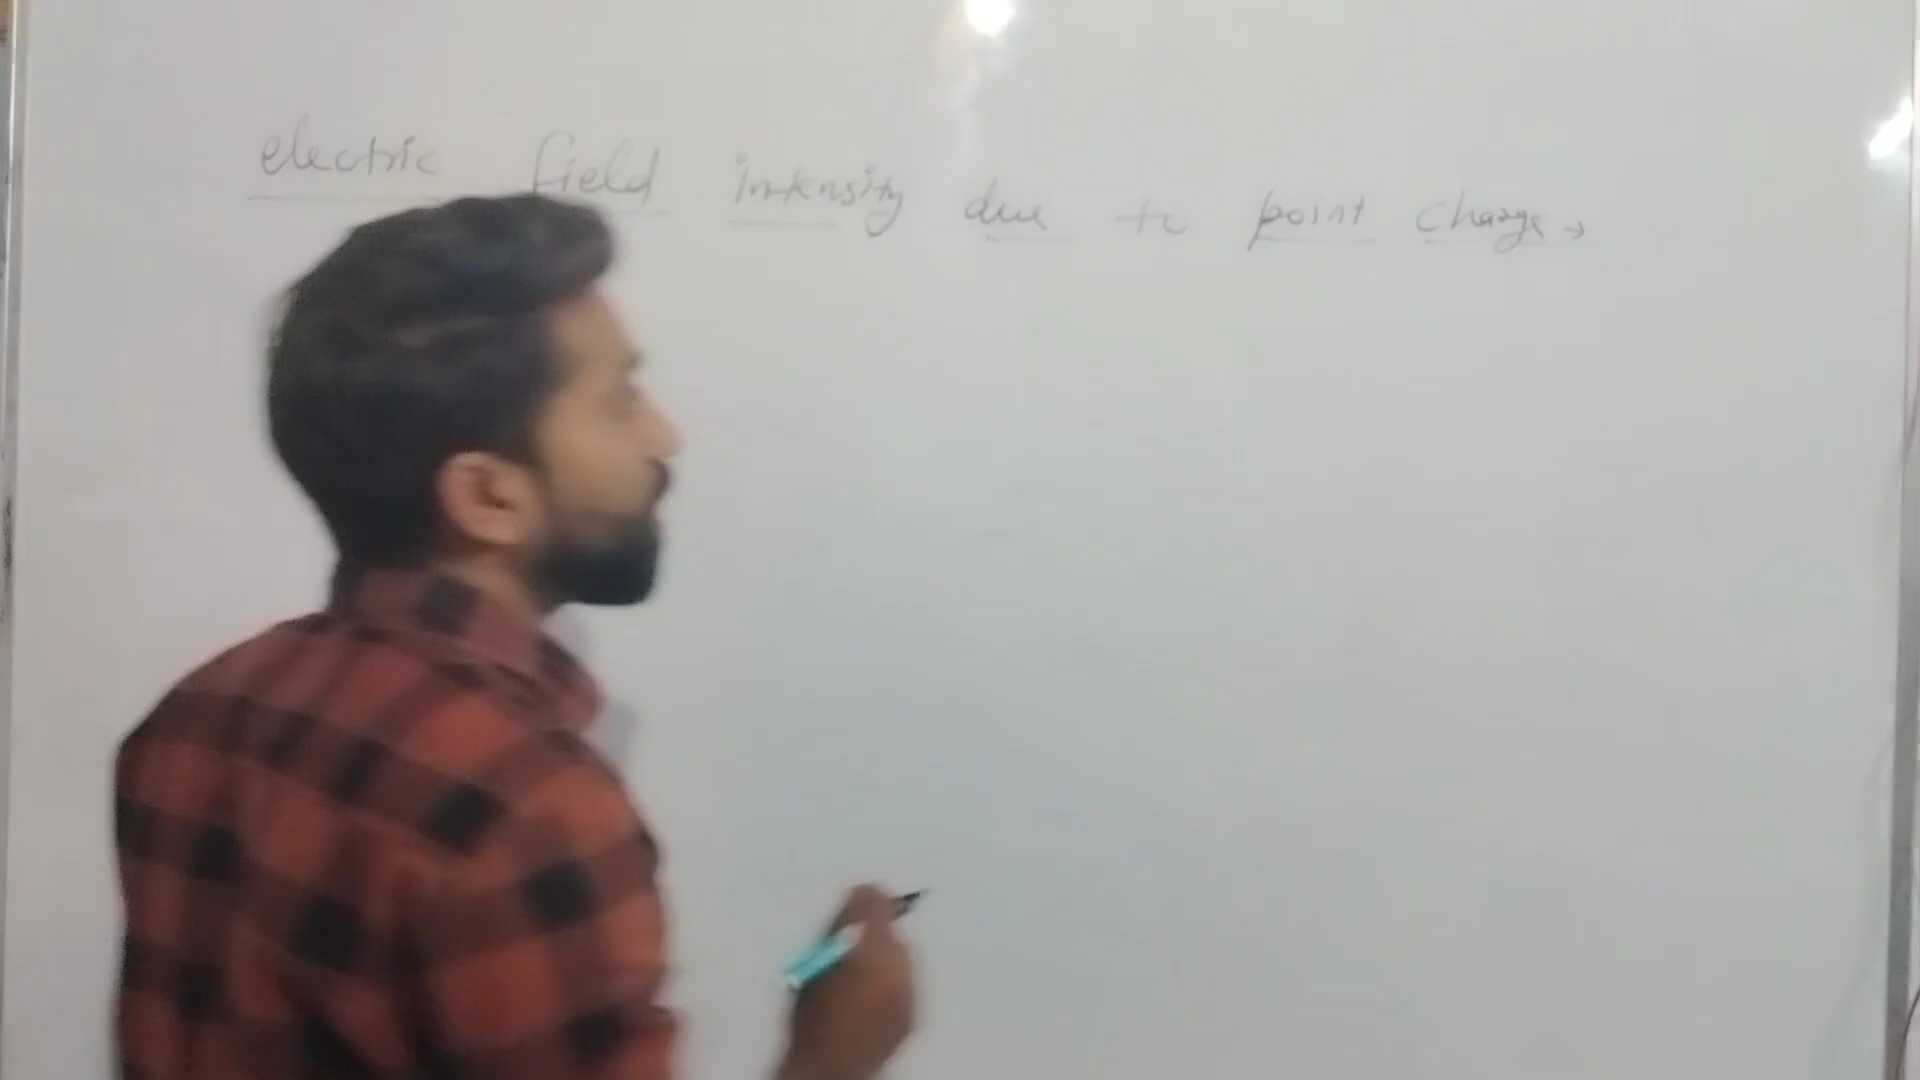 electric field intensity due to point charge →